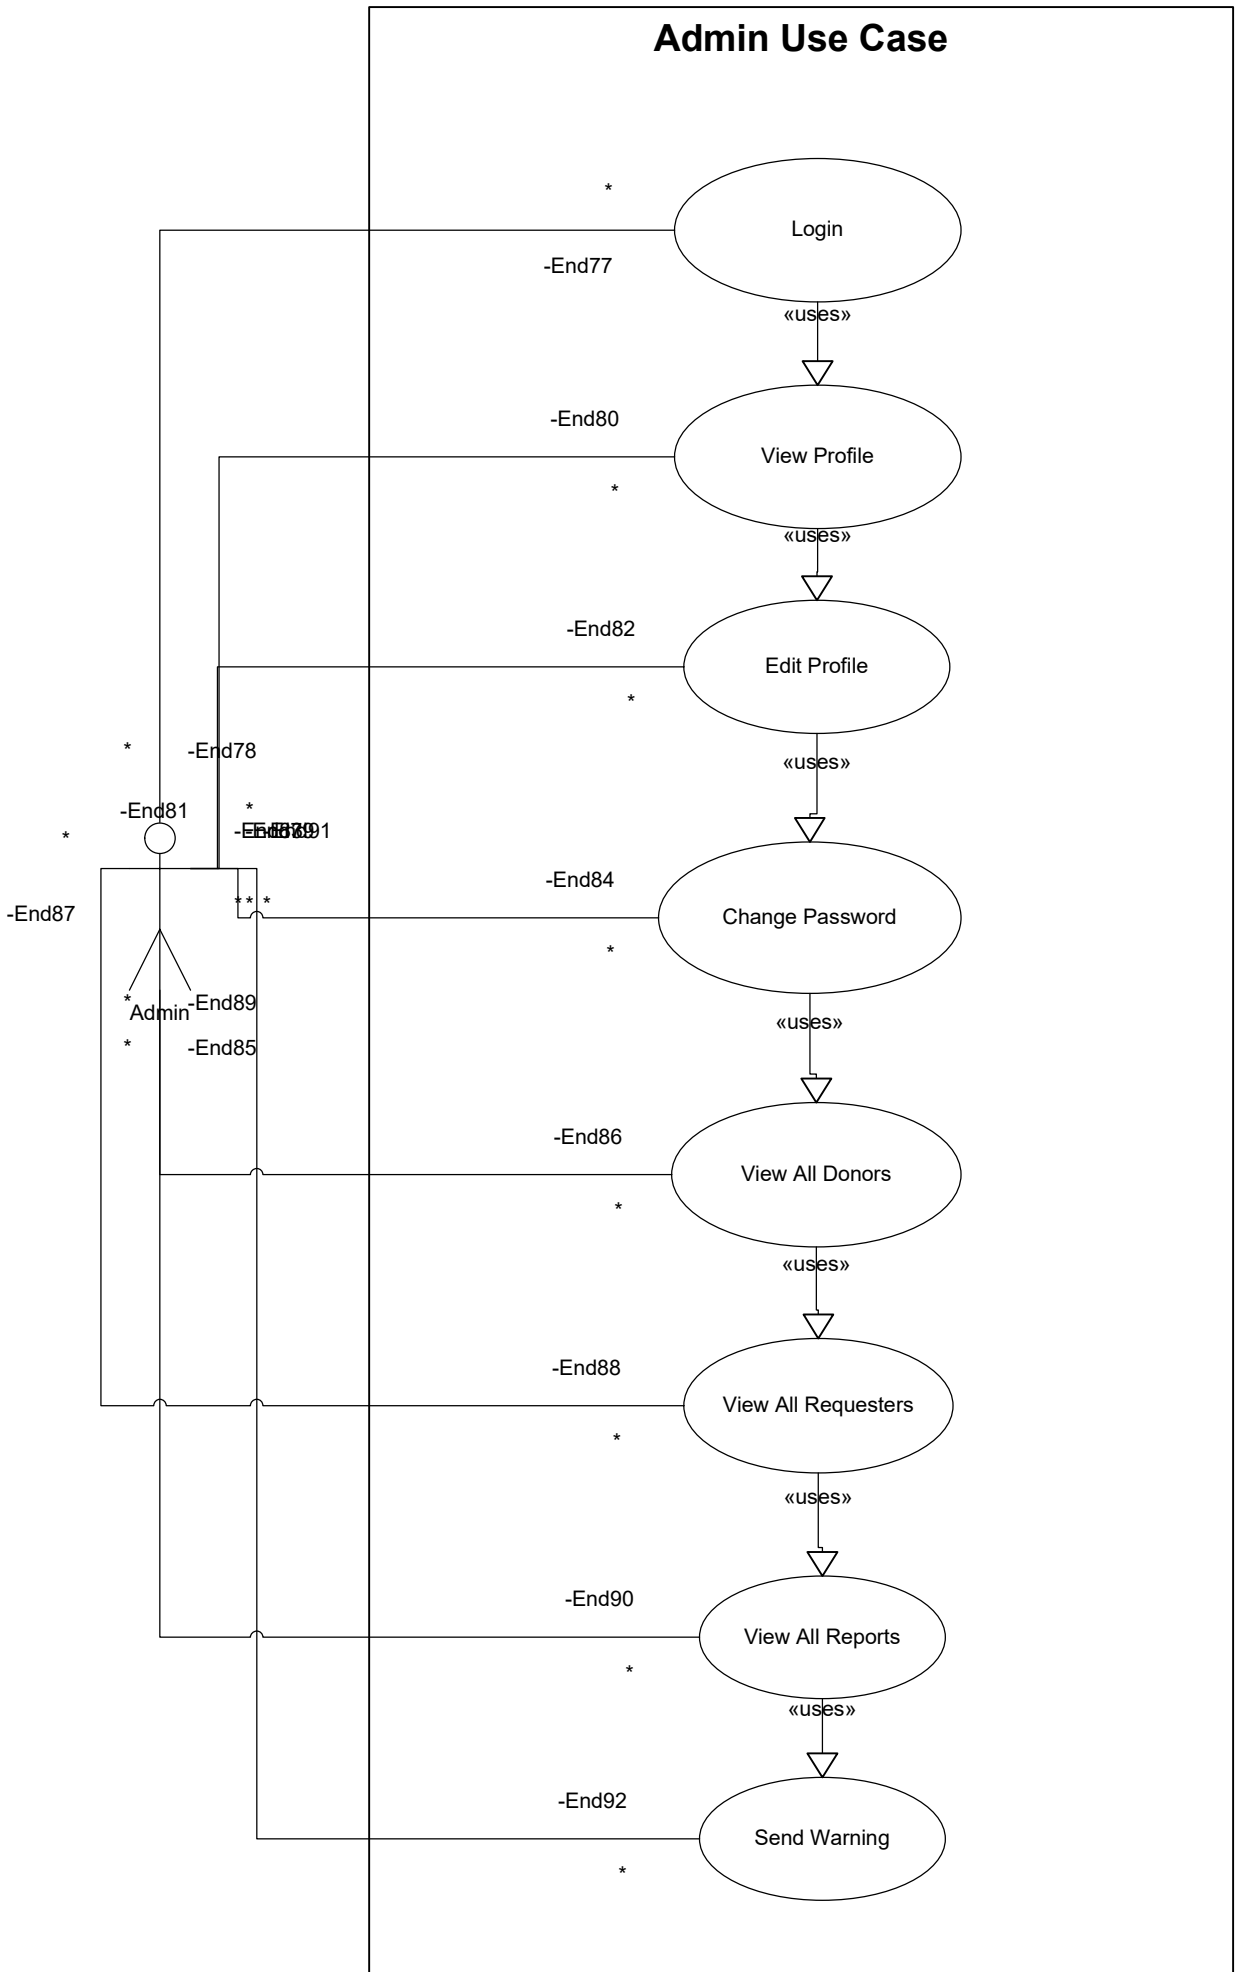 Admin Use Case
*
Login
-End77
«uses»
-End80
View Profile
*
«uses»
-End82
Edit Profile
*
*
-End78
«uses»
-End81
*
*
-End84
* * *
-End87
Change Password
*
*
-End89
Admin
«uses»
*
-End85
-End86
View All Donors
*
«uses»
-End88
View All Requesters
*
«uses»
-End90
View All Reports
*
«uses»
-End92
Send Warning
*